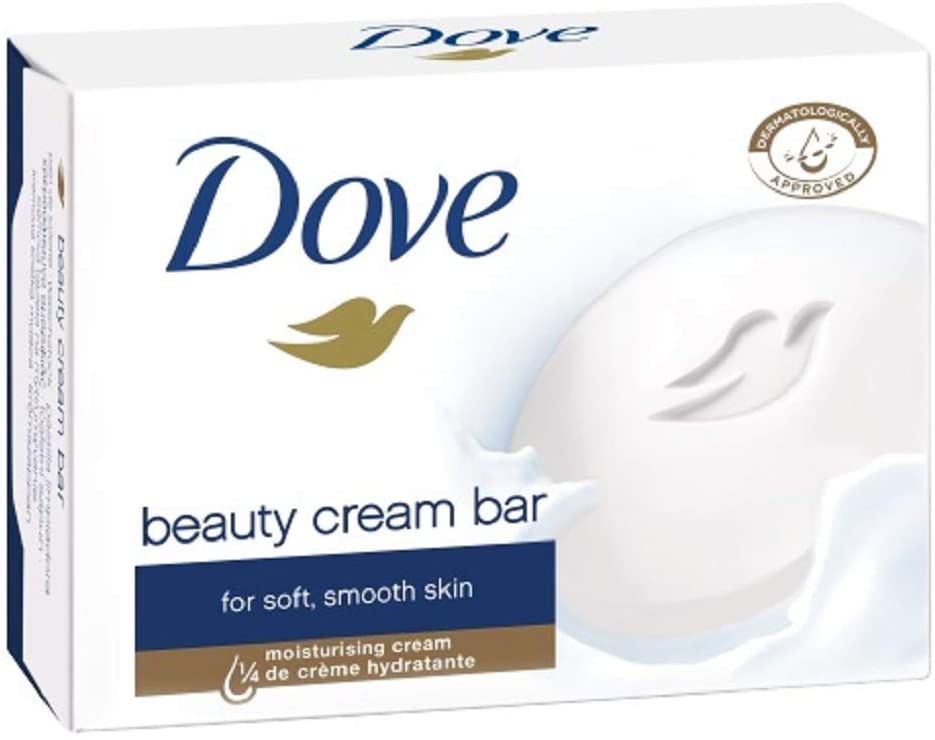 Dove
DERMATOLOGICALLY
APPROVED
Dove
beauty cream bar
for soft, smooth skin
¼ moisturising cream
de crème hydratante
beauty cream bar